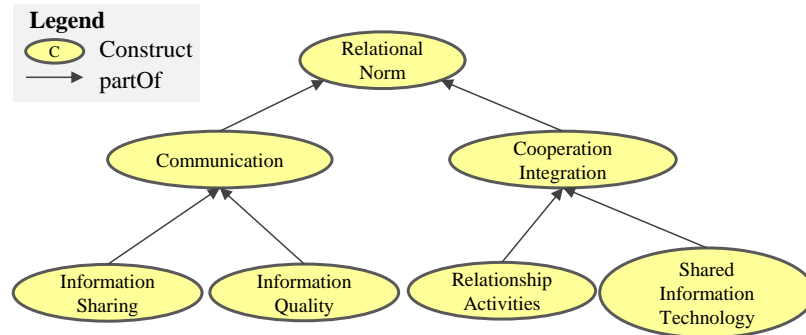 Legend
C Construct
partOf
Relational
Norm
Communication
Cooperation
Integration
Information
Sharing
Information
Quality
Relationship
Activities
Shared
Information
Technology